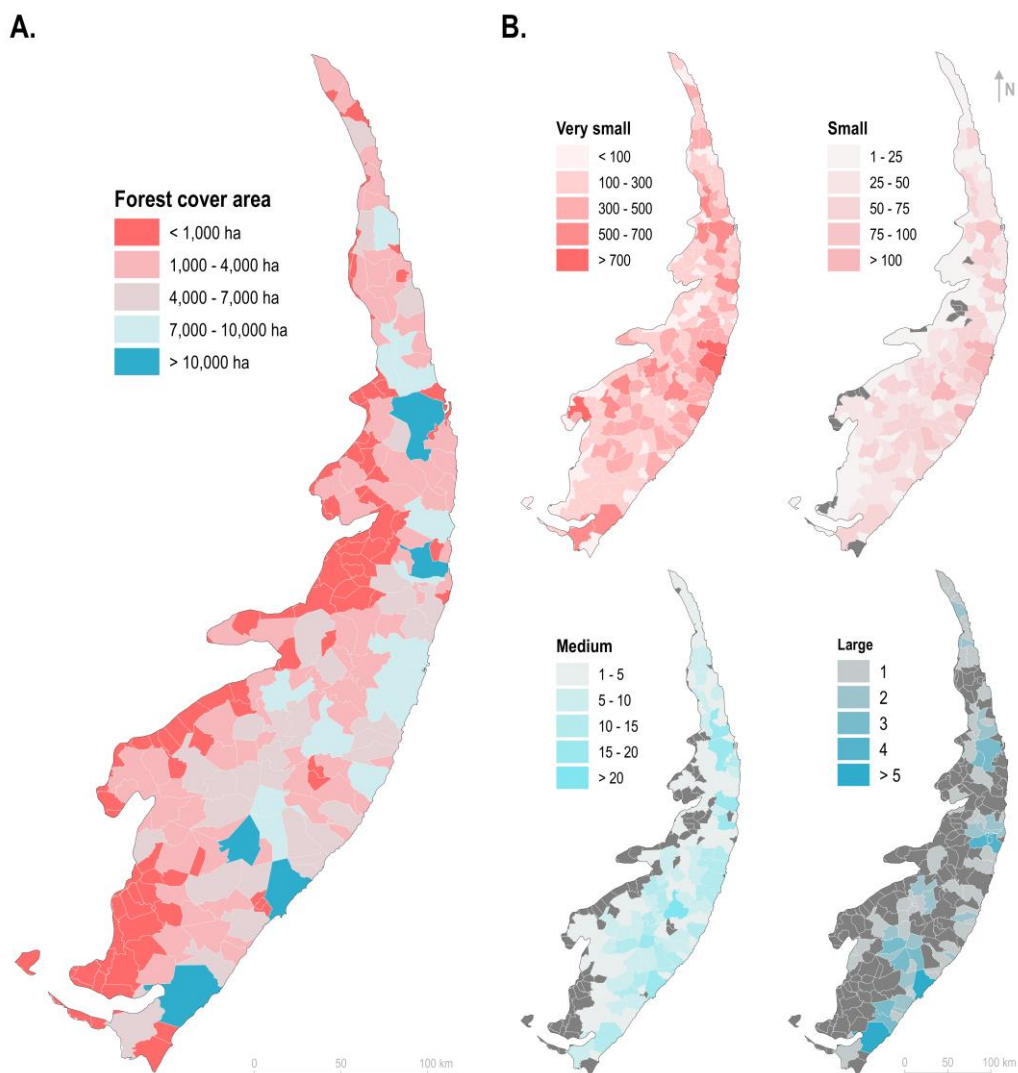 A.
B.
N
Forest cover area
< 1,000 ha
1,000 - 4,000 ha
4,000 - 7,000 ha
7,000 - 10,000 ha
> 10,000 ha
0 50 100 km
Very small
< 100
100 - 300
300 - 500
500 - 700
> 700
Small
1 - 25
25 - 50
50 - 75
75 - 100
> 100
Medium
1 - 5
5 - 10
10 - 15
15 - 20
> 20
Large
1
2
3
4
> 5
0 50 100 km